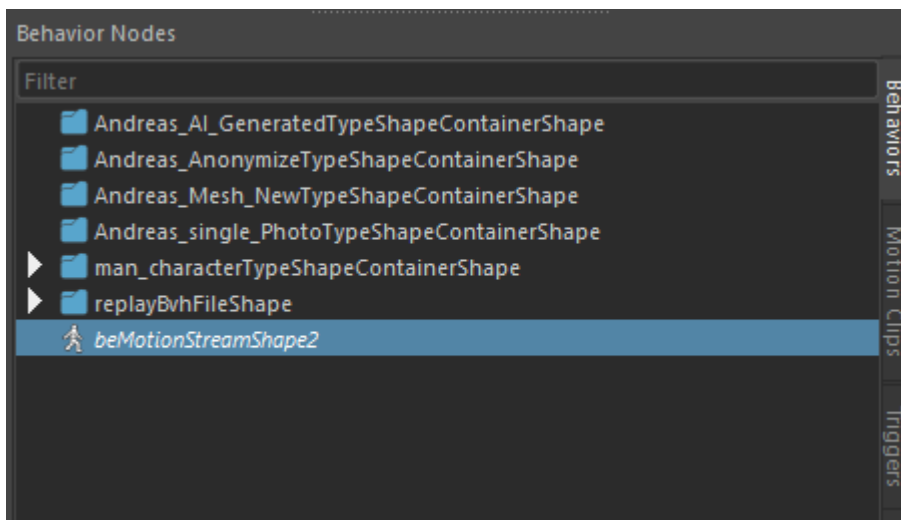 Behavior Nodes
Filter
Andreas_AI_GeneratedTypeShapeContainerShape
Andreas_AnonymizeTypeShapeContainerShape
Andreas_Mesh_NewTypeShapeContainerShape
Andreas_single_PhotoTypeShapeContainerShape
man_characterTypeShapeContainerShape
replayBvhFileShape
beMotionStreamShape2
Behaviors
Motion Clips
Triggers